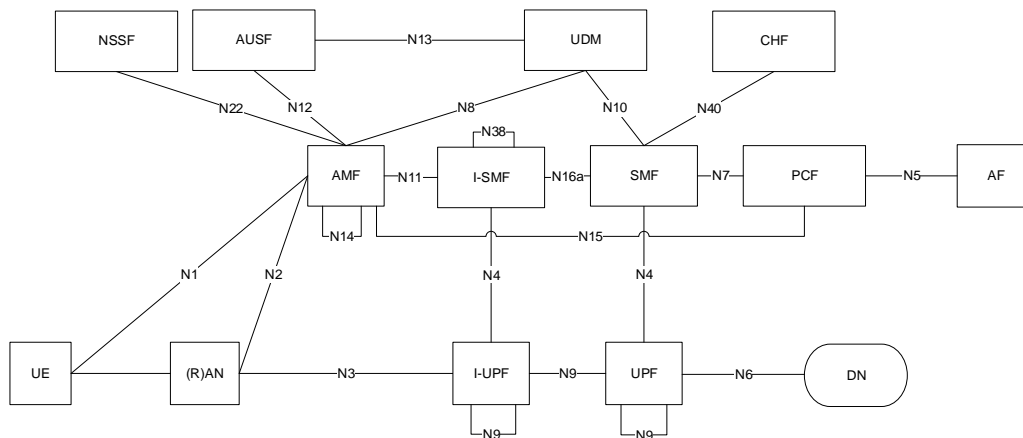 NSSF
AUSF
N13
UDM
CHF
N22
N12
N8
N10
N40
N38
AMF
N11
I-SMF
N16a
SMF
N7
PCF
N5
AF
N14
N15
N1
N2
N4
N4
UE
(R)AN
N3
I-UPF
N9
UPF
N6
DN
N9
N9